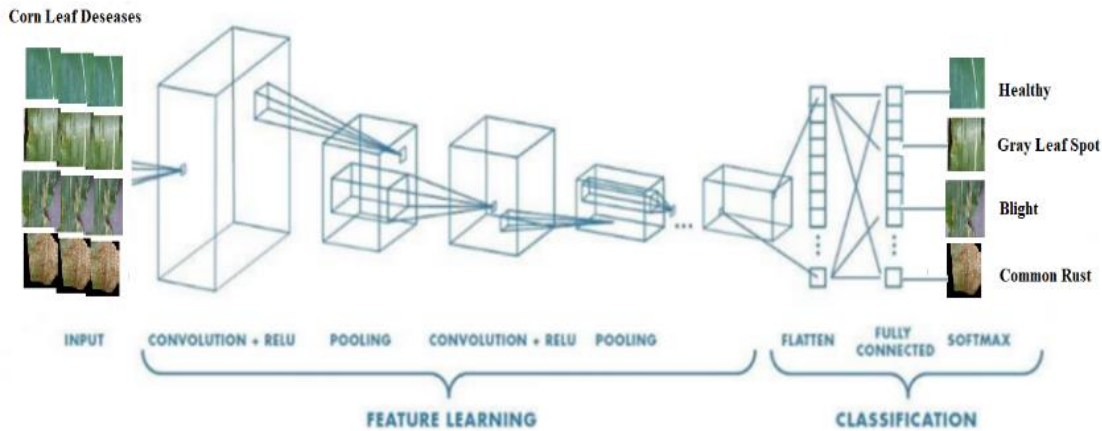 Corn Leaf Deseases
Healthy
Gray Leaf Spot
Blight
Common Rust
...
INPUT
CONVOLUTION + RELU
POOLING
CONVOLUTION + RELU
POOLING
FLATTEN
FULLY
CONNECTED
SOFTMAX
FEATURE LEARNING
CLASSIFICATION